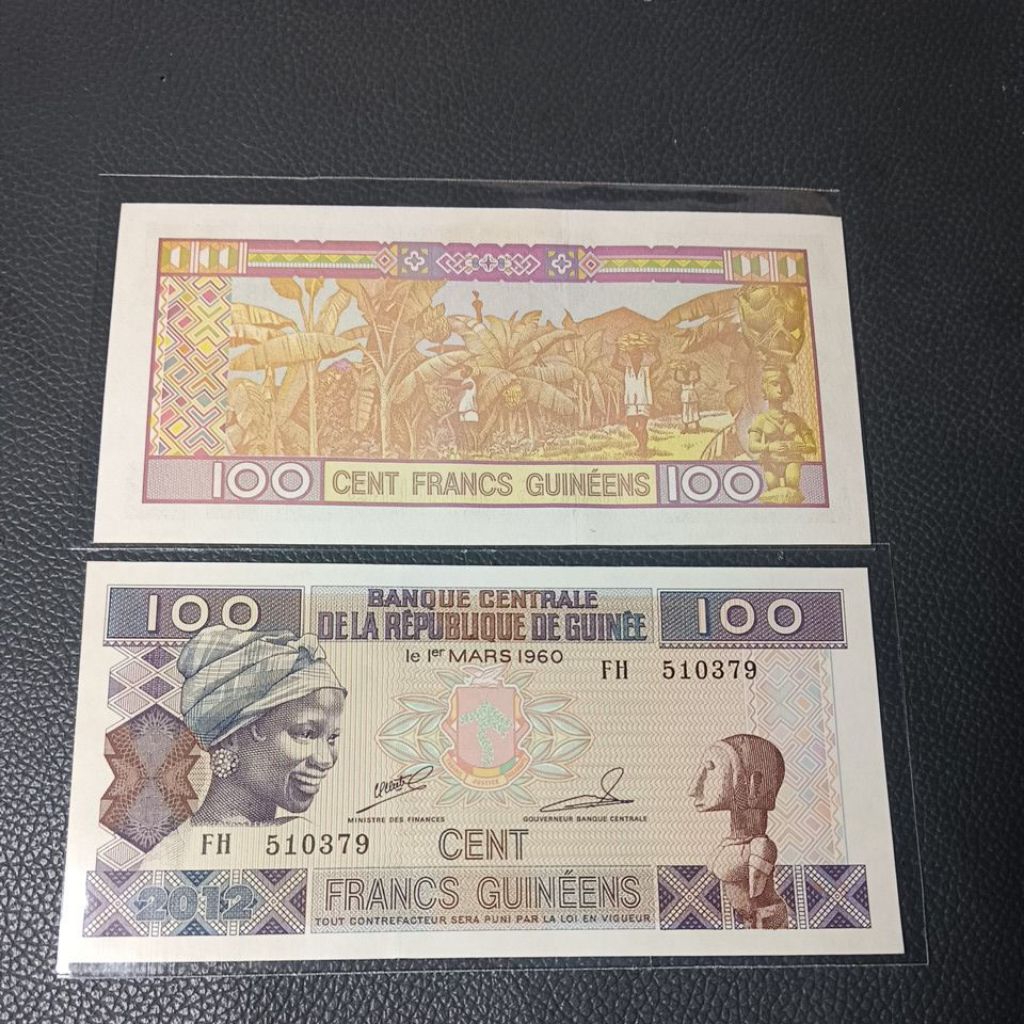 100 CENT FRANCS GUINÉENS 100
100 BANQUE CENTRALE 100
DE LA RÉPUBLIQUE DE GUINÉE
le 1er MARS 1960
FH 510379
MINISTRE DES FINANCES GOUVERNEUR BANQUE CENTRALE
FH 510379
CENT
2012 FRANCS GUINÉENS
TOUT CONTREFACTEUR SERA PUNI PAR LA LOI EN VIGUEUR